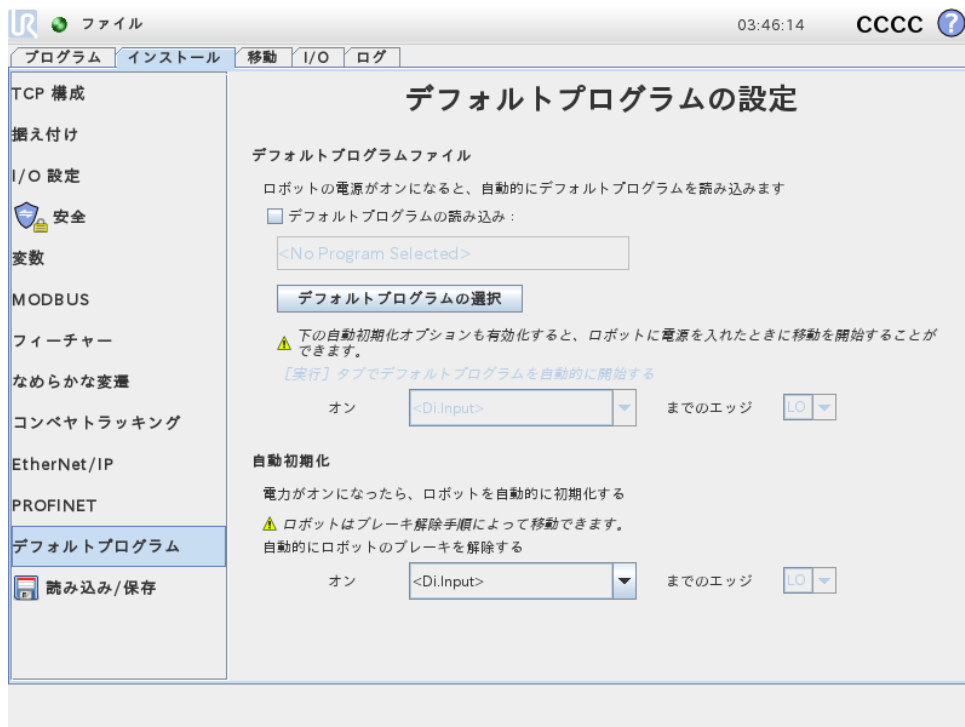 UR ファイル 03:46:14 CCCC ?
プログラム インストール 移動 I/O ログ
TCP 構成
据え付け
I/O 設定
安全
変数
MODBUS
フィーチャー
なめらかな変遷
コンベヤトラッキング
EtherNet/IP
PROFINET
デフォルトプログラム
読み込み/保存
デフォルトプログラムの設定
デフォルトプログラムファイル
ロボットの電源がオンになると、自動的にデフォルトプログラムを読み込みます
デフォルトプログラムの読み込み：
<No Program Selected>
デフォルトプログラムの選択
下の自動初期化オプションも有効化すると、ロボットに電源を入れたときに移動を開始することが
できます。
［実行］タブでデフォルトプログラムを自動的に開始する
オン <Di.Input> までのエッジ LO
自動初期化
電力がオンになったら、ロボットを自動的に初期化する
ロボットはブレーキ解除手順によって移動できます。
自動的にロボットのブレーキを解除する
オン <Di.Input> までのエッジ LO